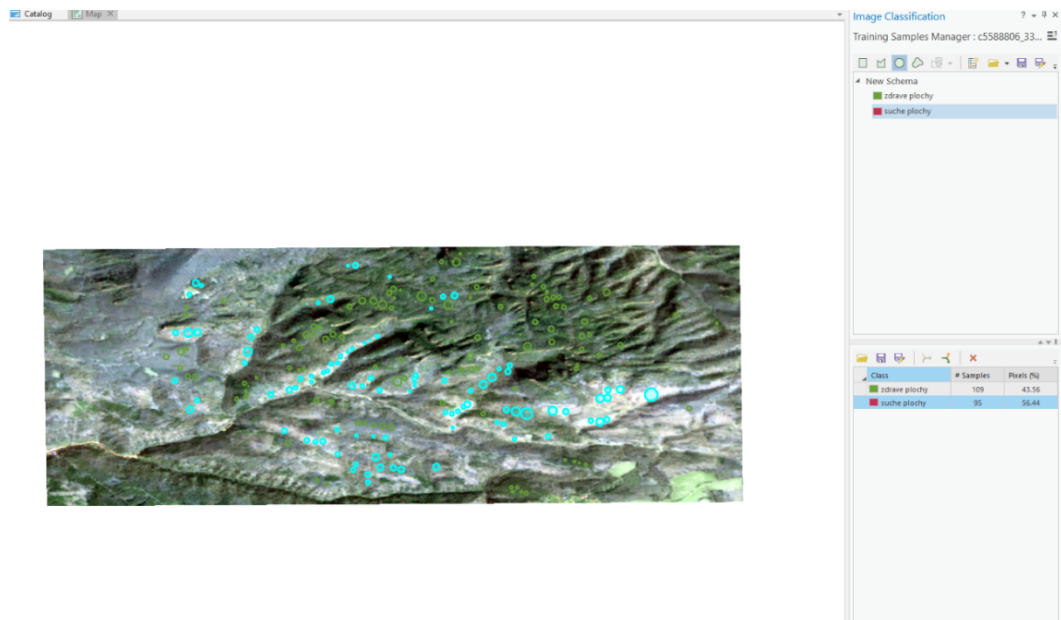 Catalog
Map
Image Classification
Training Samples Manager : c5588806_33...
New Schema
zdrave plochy
suche plochy
Class # Samples Pixels (%)
zdrave plochy 109 43.56
suche plochy 95 56.44